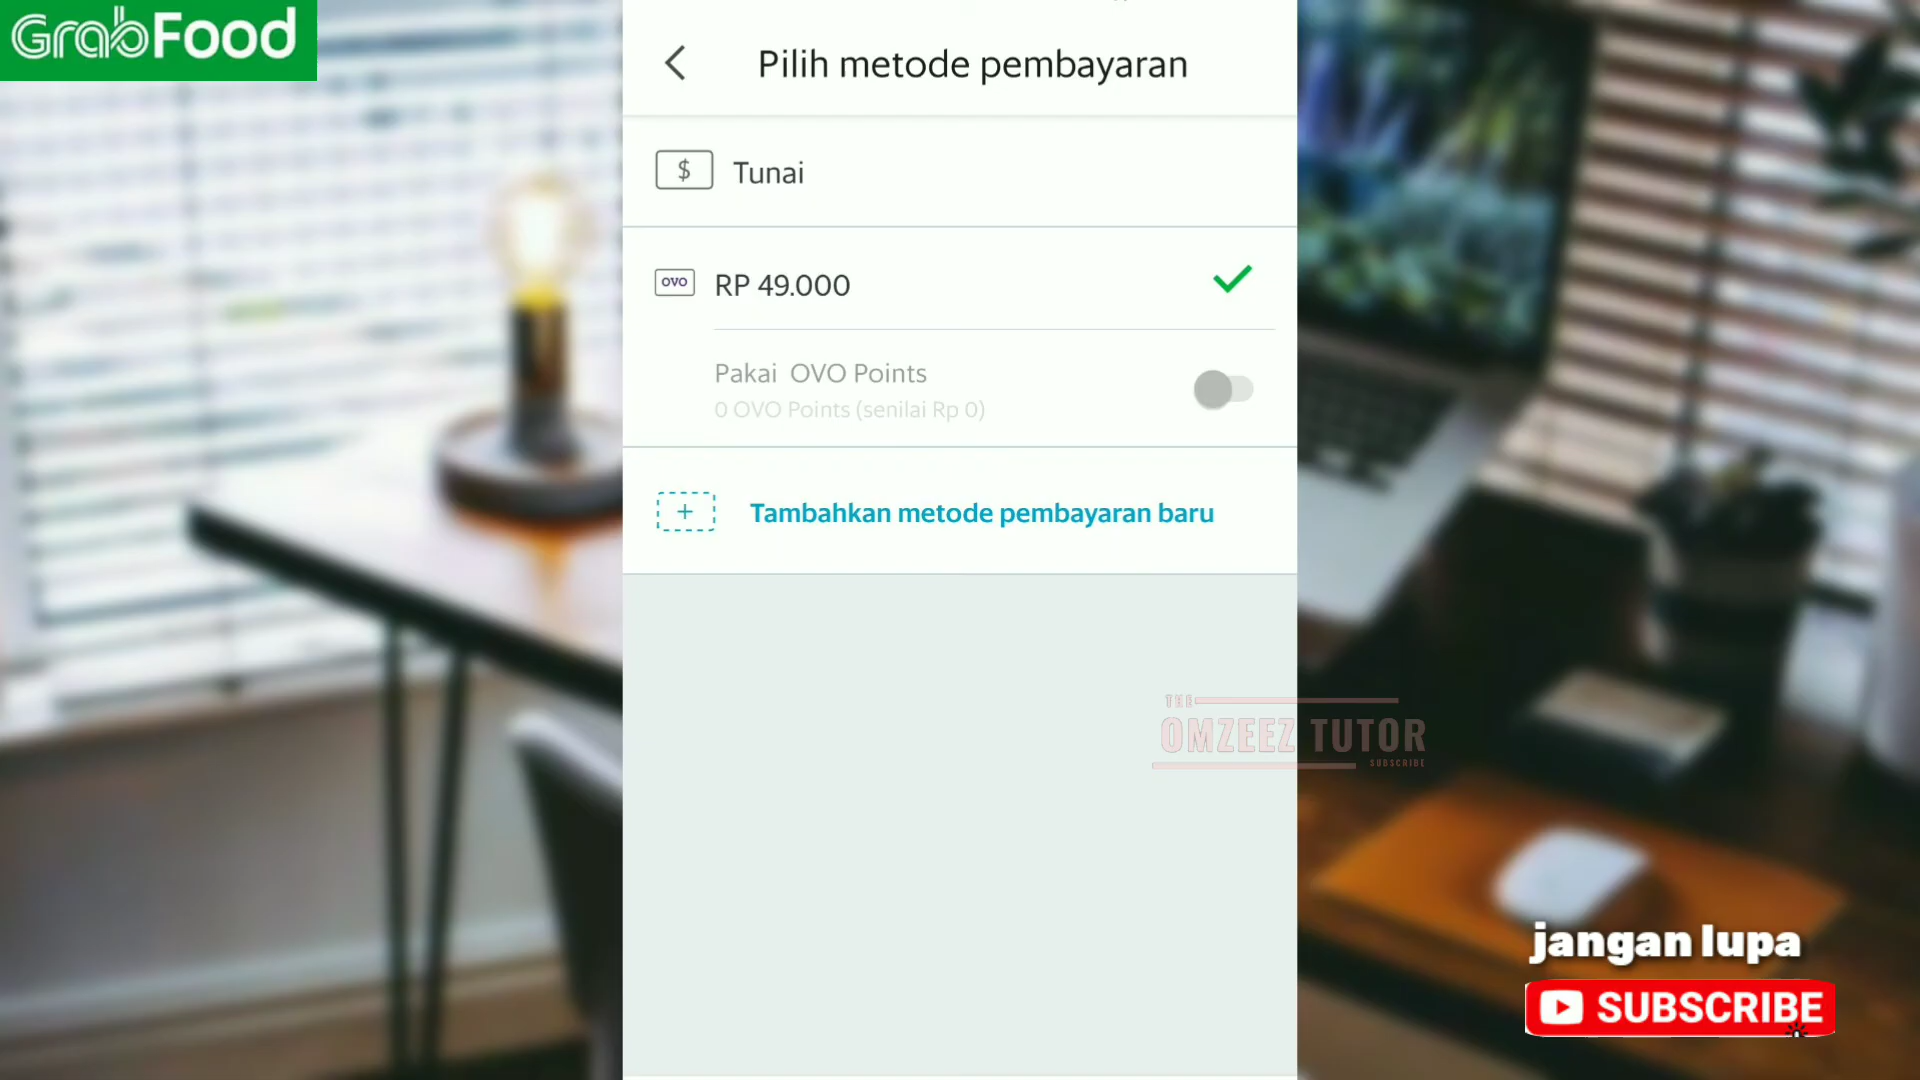 GrabFood
Pilih metode pembayaran
$ Tunai
OVO RP 49.000
Pakai OVO Points
0 OVO Points (senilai Rp 0)
+ Tambahkan metode pembayaran baru
THE
OMZEEZ TUTOR
SUBSCRIBE
jangan lupa
SUBSCRIBE